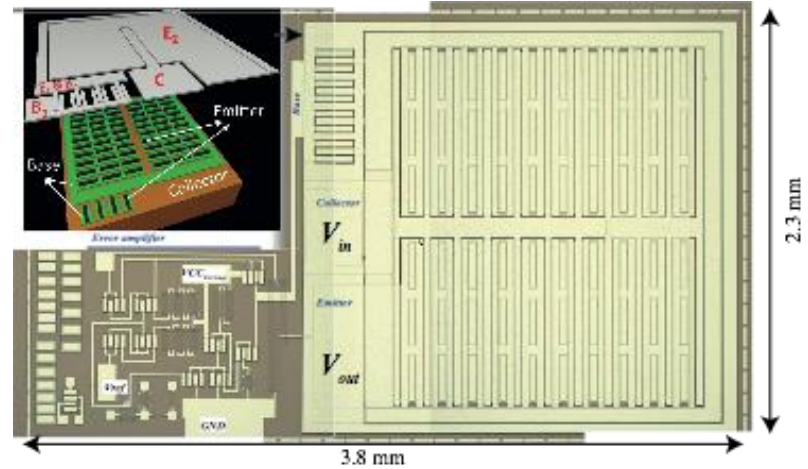 E2
C
B1
Emitter
Base
Collector
Error amplifier
Base
Collector
Vin
Emitter
Vout
Vref
GND
2.3 mm
3.8 mm